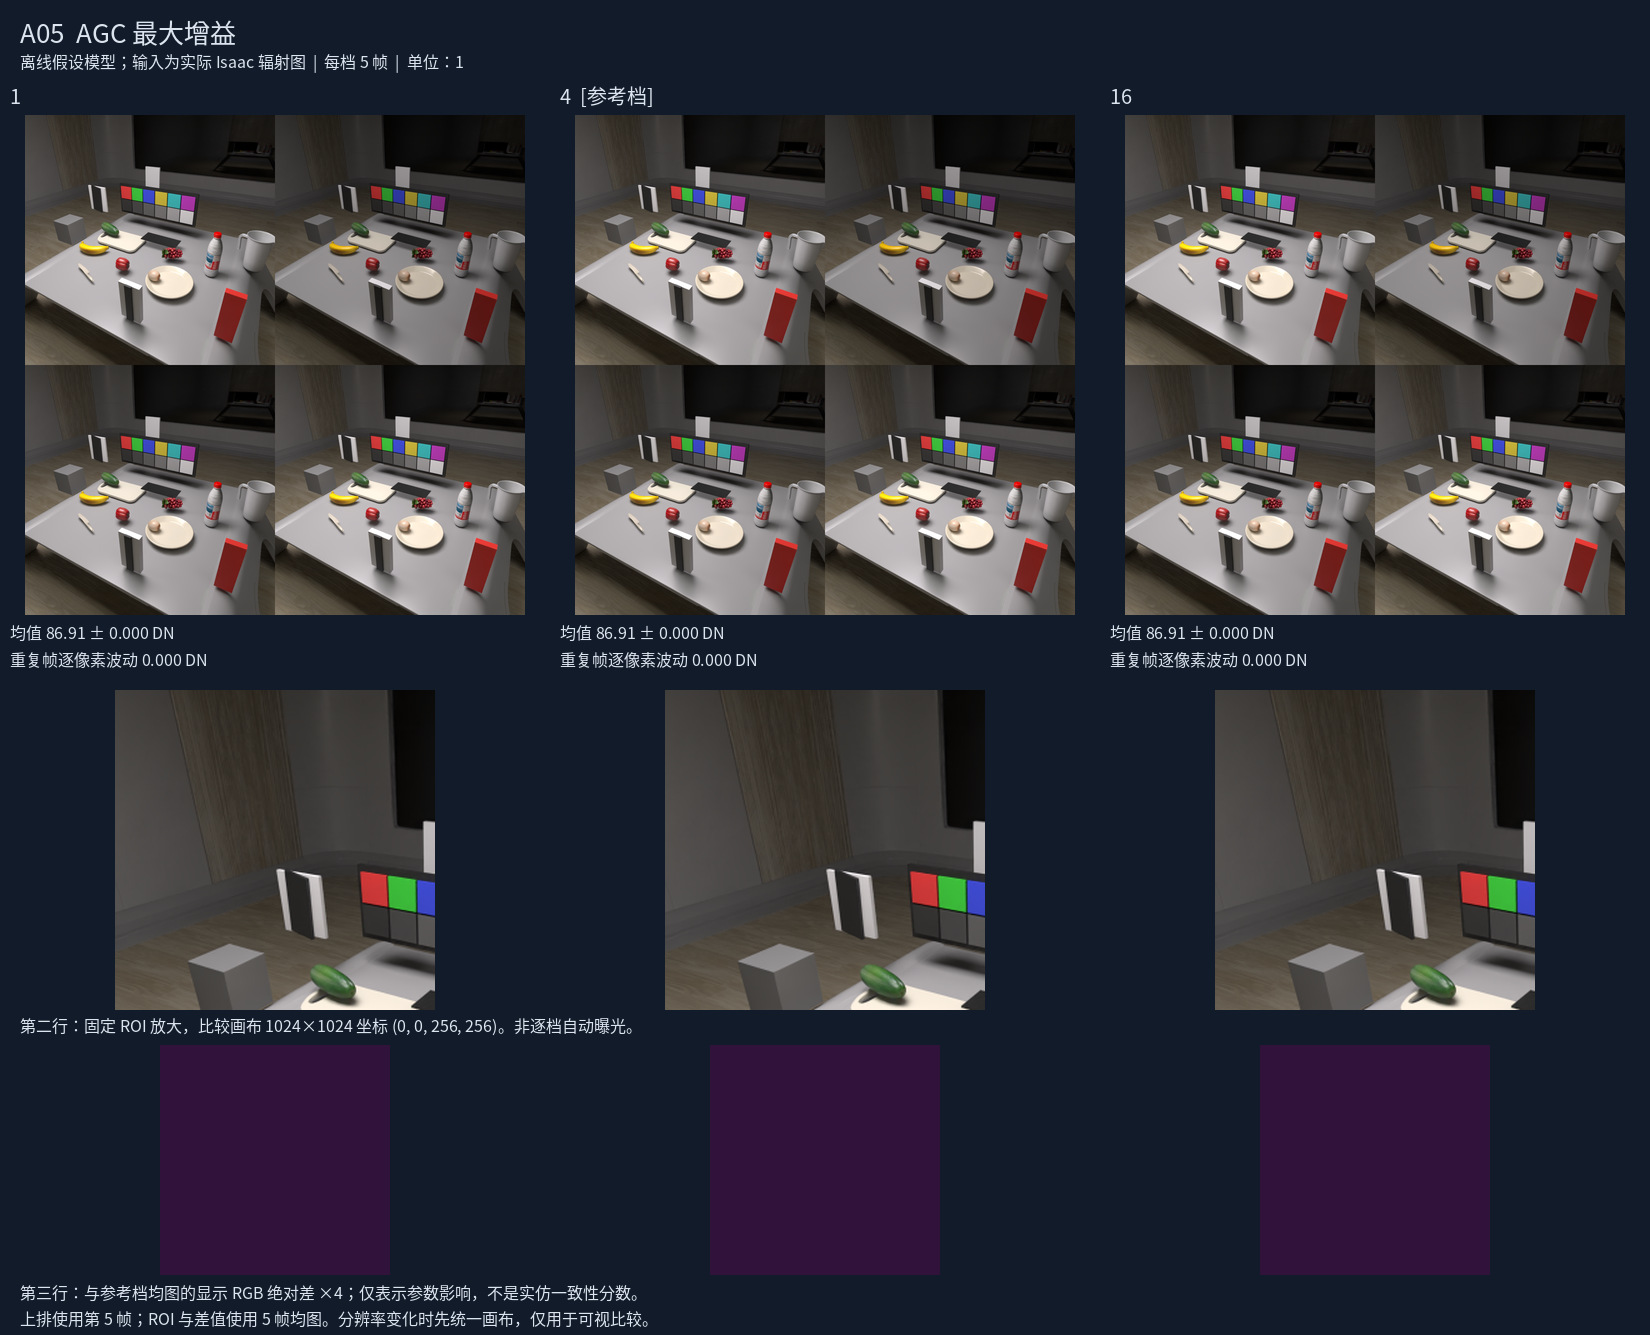 A05 AGC 最大增益
离线假设模型；输入为实际 Isaac 辐射图 | 每档 5 帧 | 单位：1
1
4 [参考档]
16
均值 86.91 ± 0.000 DN
重复帧逐像素波动 0.000 DN
均值 86.91 ± 0.000 DN
重复帧逐像素波动 0.000 DN
均值 86.91 ± 0.000 DN
重复帧逐像素波动 0.000 DN
第二行：固定 ROI 放大，比较画布 1024×1024 坐标 (0, 0, 256, 256)。非逐档自动曝光。
第三行：与参考档均图的显示 RGB 绝对差 ×4；仅表示参数影响，不是实仿一致性分数。
上排使用第 5 帧；ROI 与差值使用 5 帧均图。分辨率变化时先统一画布，仅用于可视比较。